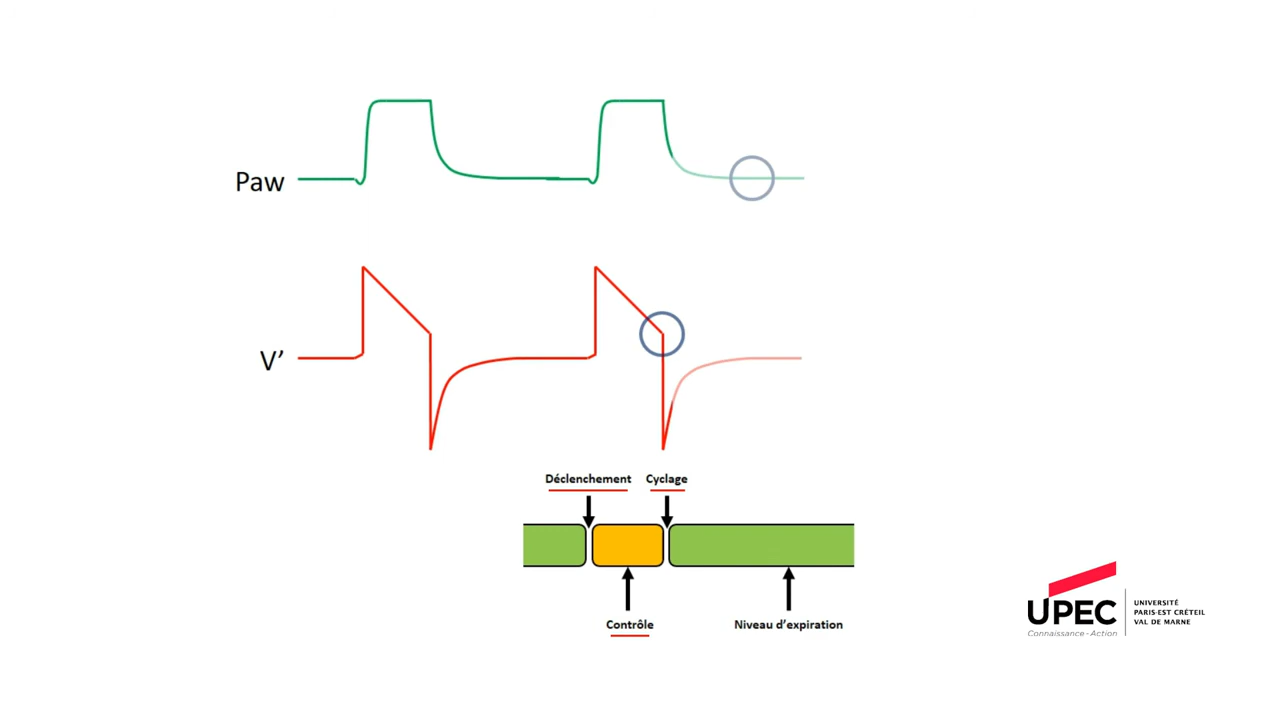 Paw
V’
Déclenchement
Cyclage
Contrôle
Niveau d’expiration
UPEC
Connaissance - Action
UNIVERSITÉ
PARIS-EST CRÉTEIL
VAL DE MARNE